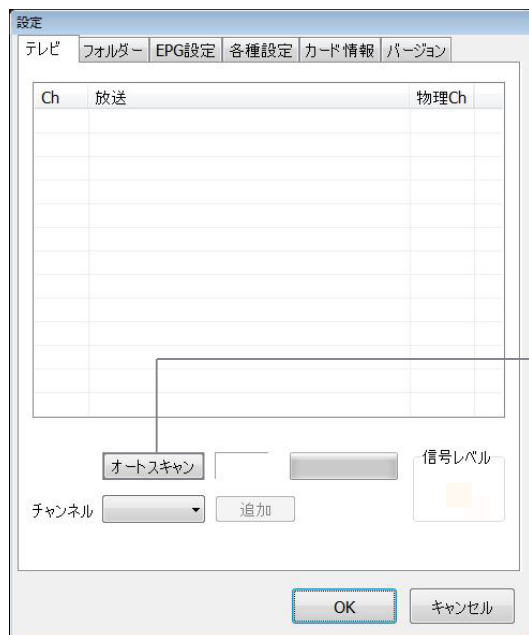 設定
テレビ フォルダー EPG設定 各種設定 カード情報 バージョン
Ch 放送 物理Ch
オートスキャン 信号レベル
チャンネル 追加
OK キャンセル